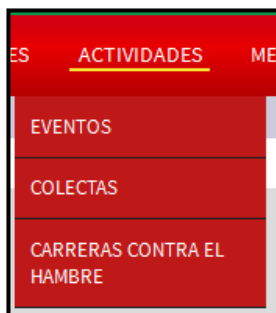 ES ACTIVIDADES ME
EVENTOS
COLECTAS
CARRERAS CONTRA EL
HAMBRE